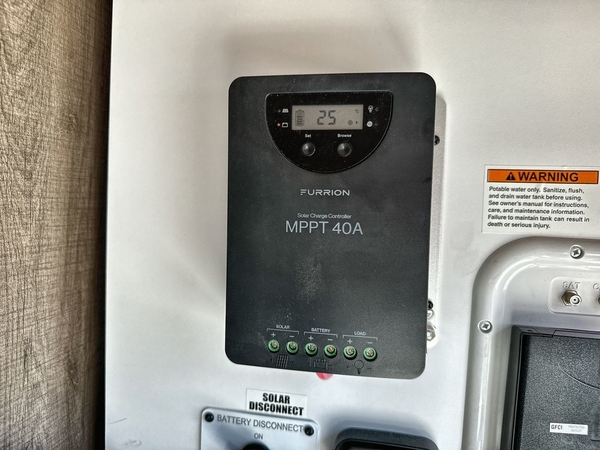 25
Set
Browse
FURRION
Solar Charge Controller
MPPT 40A
SOLAR
BATTERY
LOAD
+ − + − + −
WARNING
Potable water only. Sanitize, flush,
and drain water tank before using.
See owner's manual for instructions,
care, and maintenance information.
Failure to maintain tank can result in
death or serious injury.
SAT
SOLAR
DISCONNECT
BATTERY DISCONNECT
ON
GFCI